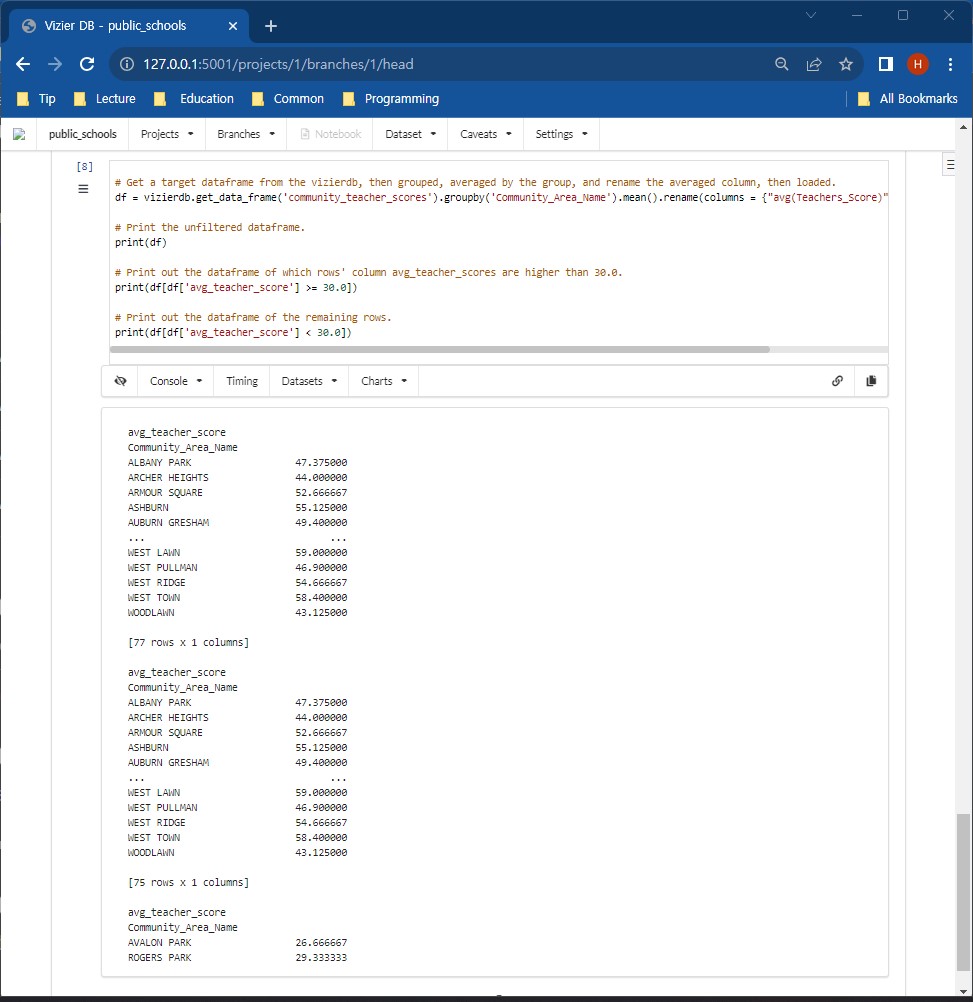 Vizier DB - public_schools
127.0.0.1:5001/projects/1/branches/1/head
H
Tip Lecture Education Common Programming All Bookmarks
public_schools Projects Branches Notebook Dataset Caveats Settings
[8]
# Get a target dataframe from the vizierdb, then grouped, averaged by the group, and rename the averaged column, then loaded.
df = vizierdb.get_data_frame('community_teacher_scores').groupby('Community_Area_Name').mean().rename(columns = {"avg(Teachers_Score)"
# Print the unfiltered dataframe.
print(df)
# Print out the dataframe of which rows' column avg_teacher_scores are higher than 30.0.
print(df[df['avg_teacher_score'] >= 30.0])
# Print out the dataframe of the remaining rows.
print(df[df['avg_teacher_score'] < 30.0])
Console Timing Datasets Charts
avg_teacher_score
Community_Area_Name
ALBANY PARK 47.375000
ARCHER HEIGHTS 44.000000
ARMOUR SQUARE 52.666667
ASHBURN 55.125000
AUBURN GRESHAM 49.400000
... ...
WEST LAWN 59.000000
WEST PULLMAN 46.900000
WEST RIDGE 54.666667
WEST TOWN 58.400000
WOODLAWN 43.125000
[77 rows x 1 columns]
avg_teacher_score
Community_Area_Name
ALBANY PARK 47.375000
ARCHER HEIGHTS 44.000000
ARMOUR SQUARE 52.666667
ASHBURN 55.125000
AUBURN GRESHAM 49.400000
... ...
WEST LAWN 59.000000
WEST PULLMAN 46.900000
WEST RIDGE 54.666667
WEST TOWN 58.400000
WOODLAWN 43.125000
[75 rows x 1 columns]
avg_teacher_score
Community_Area_Name
AVALON PARK 26.666667
ROGERS PARK 29.333333